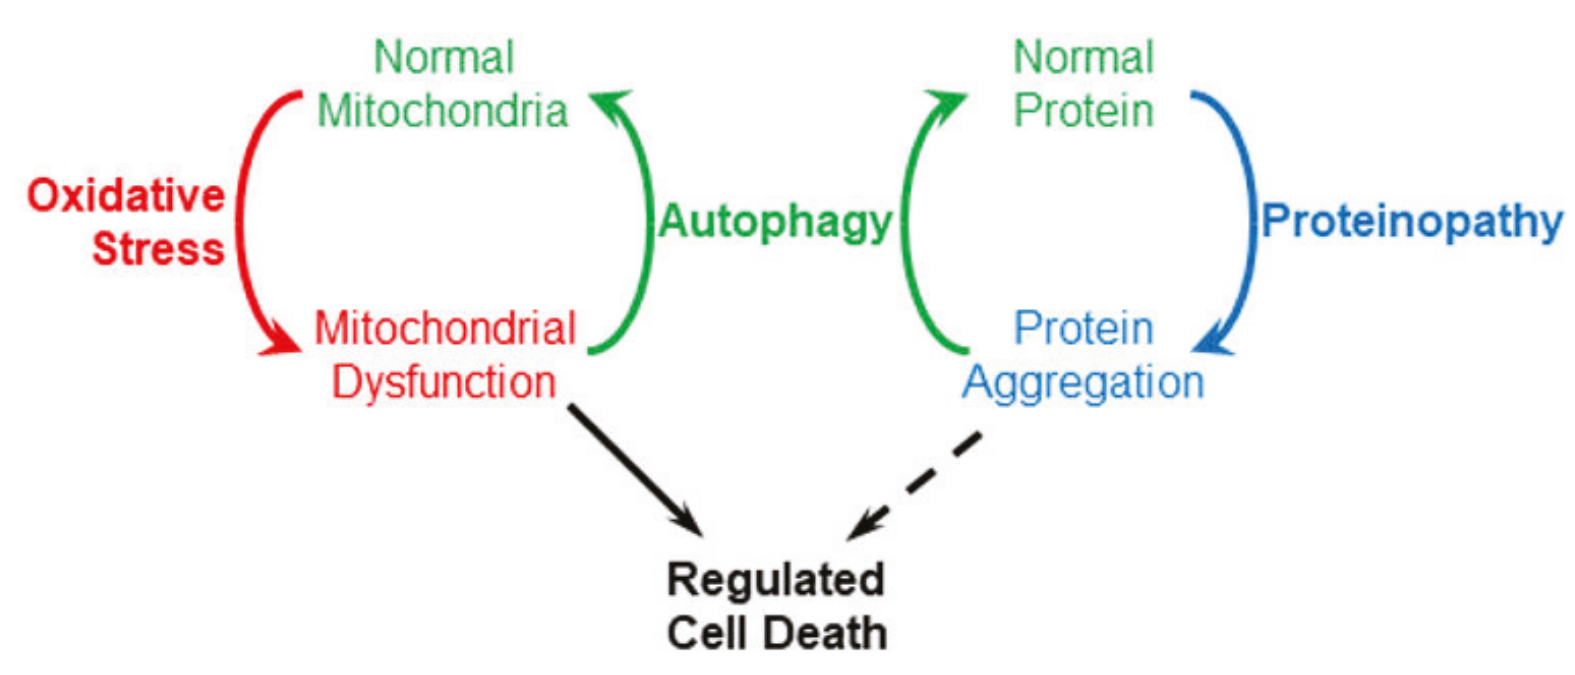 Normal
Mitochondria
Normal
Protein
Oxidative
Stress
Autophagy
Proteinopathy
Mitochondrial
Dysfunction
Protein
Aggregation
Regulated
Cell Death